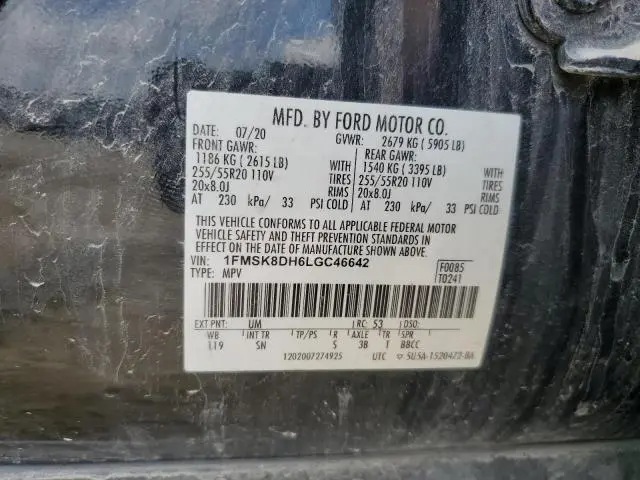 MFD. BY FORD MOTOR CO.
DATE: 07/20 GVWR: 2679 KG ( 5905 LB)
FRONT GAWR: REAR GAWR:
1186 KG ( 2615 LB) WITH 1540 KG ( 3395 LB) WITH
255/55R20 110V TIRES 255/55R20 110V TIRES
20x8.0J RIMS 20x8.0J RIMS
AT 230 kPa/ 33 PSI COLD AT 230 kPa/ 33 PSI COLD
THIS VEHICLE CONFORMS TO ALL APPLICABLE FEDERAL MOTOR
VEHICLE SAFETY AND THEFT PREVENTION STANDARDS IN
EFFECT ON THE DATE OF MANUFACTURE SHOWN ABOVE.
VIN: 1FMSK8DH6LGC46642 F0085
TYPE: MPV T0241
EXT PNT: UM RC: 53 DSO:
WB INT TR TP/PS R AXLE TR SPR
119 SN S 3B T BBCC
1202007274925 UTC 5U5A-1520472-BA